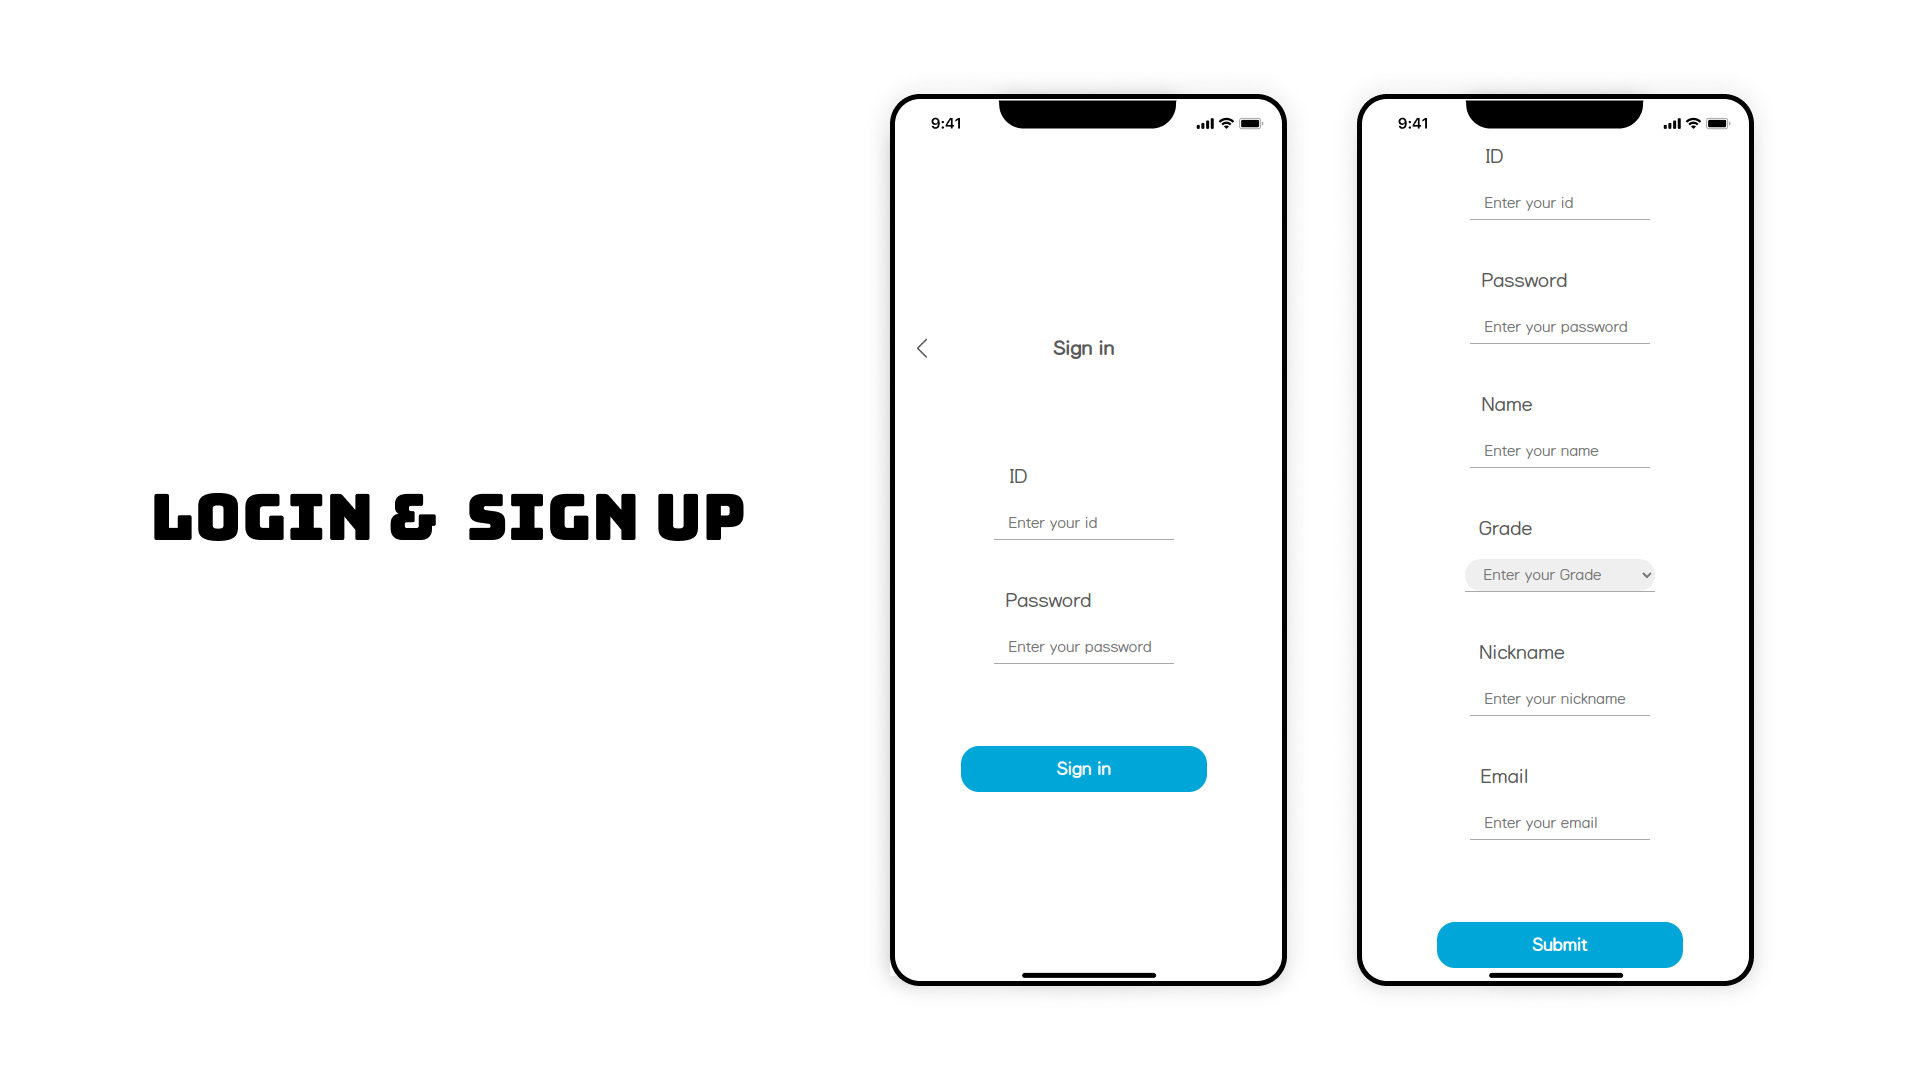 LOGIN & SIGN UP
9:41
Sign in
ID
Enter your id
Password
Enter your password
Sign in
9:41
ID
Enter your id
Password
Enter your password
Name
Enter your name
Grade
Enter your Grade
Nickname
Enter your nickname
Email
Enter your email
Submit